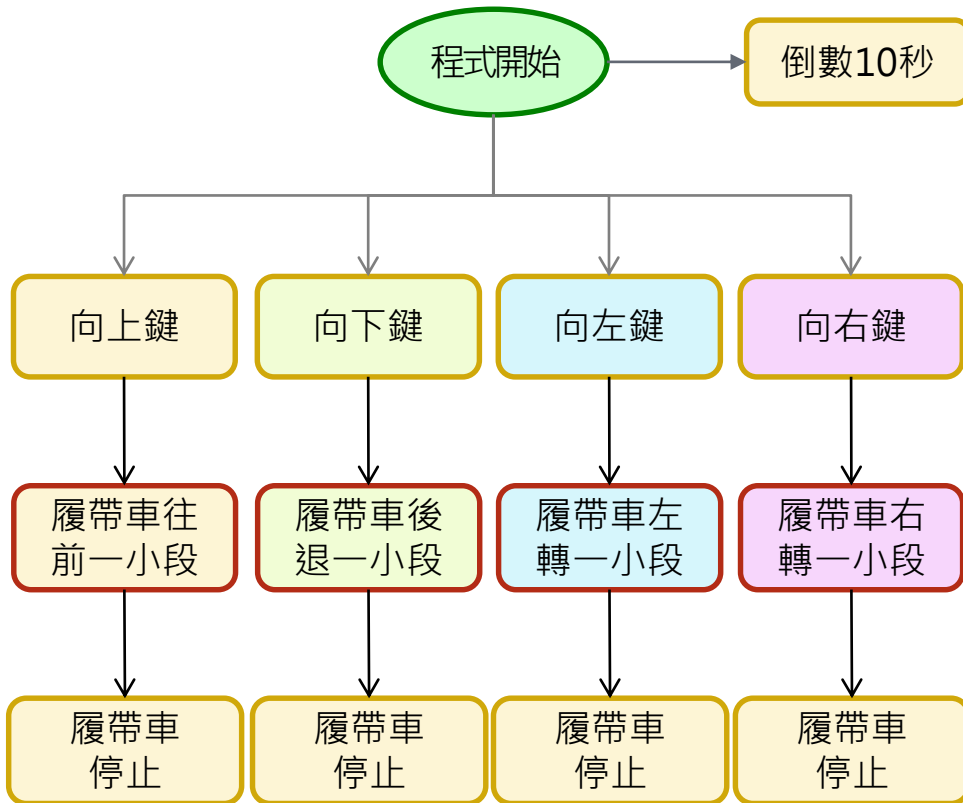 程式開始
倒數10秒
向上鍵
向下鍵
向左鍵
向右鍵
履帶車往
前一小段
履帶車後
退一小段
履帶車左
轉一小段
履帶車右
轉一小段
履帶車
停止
履帶車
停止
履帶車
停止
履帶車
停止